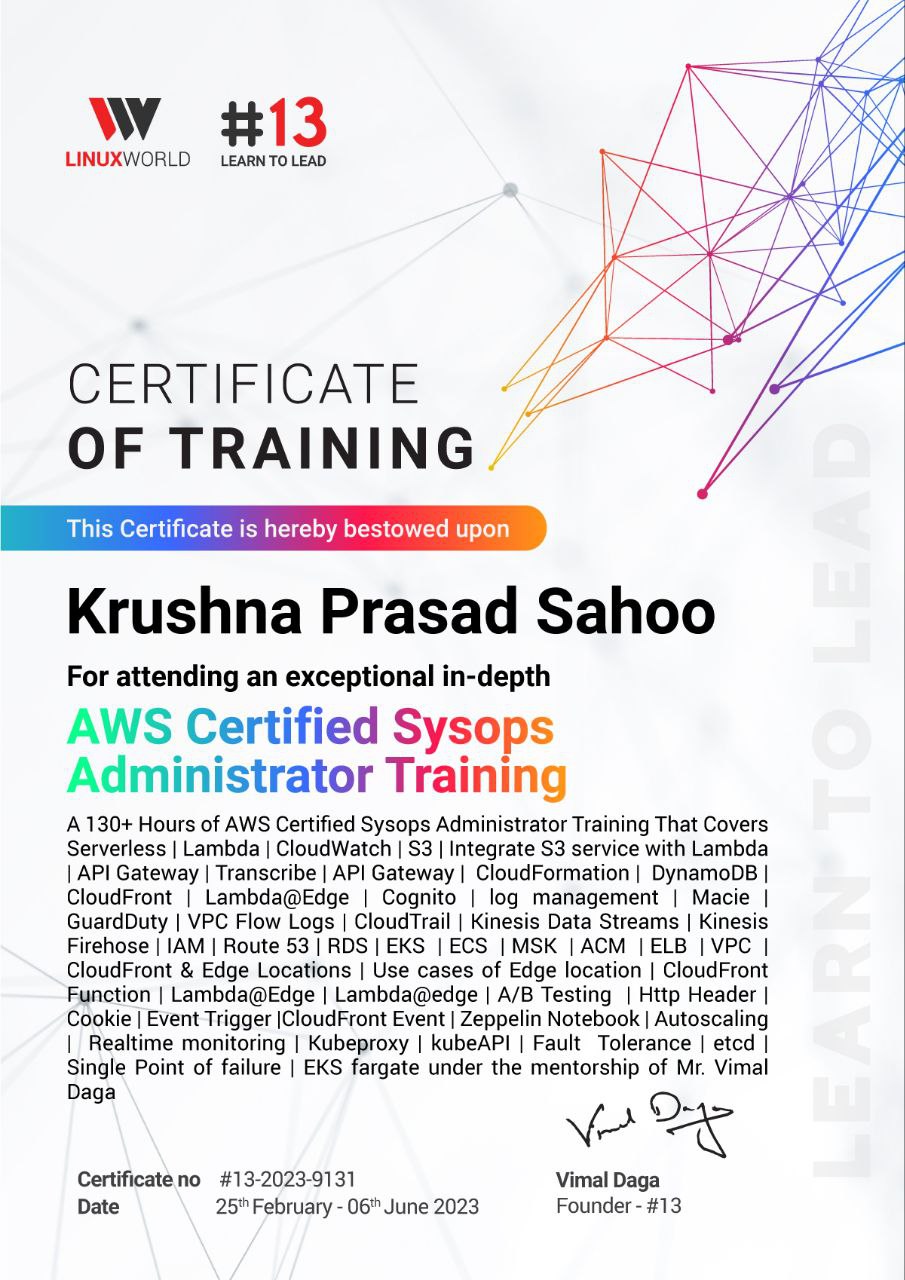 LINUXWORLD
#13
LEARN TO LEAD
CERTIFICATE
OF TRAINING
This Certificate is hereby bestowed upon
Krushna Prasad Sahoo
For attending an exceptional in-depth
AWS Certified Sysops
Administrator Training
A 130+ Hours of AWS Certified Sysops Administrator Training That Covers
Serverless | Lambda | CloudWatch | S3 | Integrate S3 service with Lambda
| API Gateway | Transcribe | API Gateway | CloudFormation | DynamoDB |
CloudFront | Lambda@Edge | Cognito | log management | Macie |
GuardDuty | VPC Flow Logs | CloudTrail | Kinesis Data Streams | Kinesis
Firehose | IAM | Route 53 | RDS | EKS | ECS | MSK | ACM | ELB | VPC |
CloudFront & Edge Locations | Use cases of Edge location | CloudFront
Function | Lambda@Edge | Lambda@edge | A/B Testing | Http Header |
Cookie | Event Trigger |CloudFront Event | Zeppelin Notebook | Autoscaling
| Realtime monitoring | Kubeproxy | kubeAPI | Fault Tolerance | etcd |
Single Point of failure | EKS fargate under the mentorship of Mr. Vimal
Daga
Vimal Daga
Certificate no #13-2023-9131
Date 25th February - 06th June 2023
Vimal Daga
Founder - #13
LEARN TO LEAD